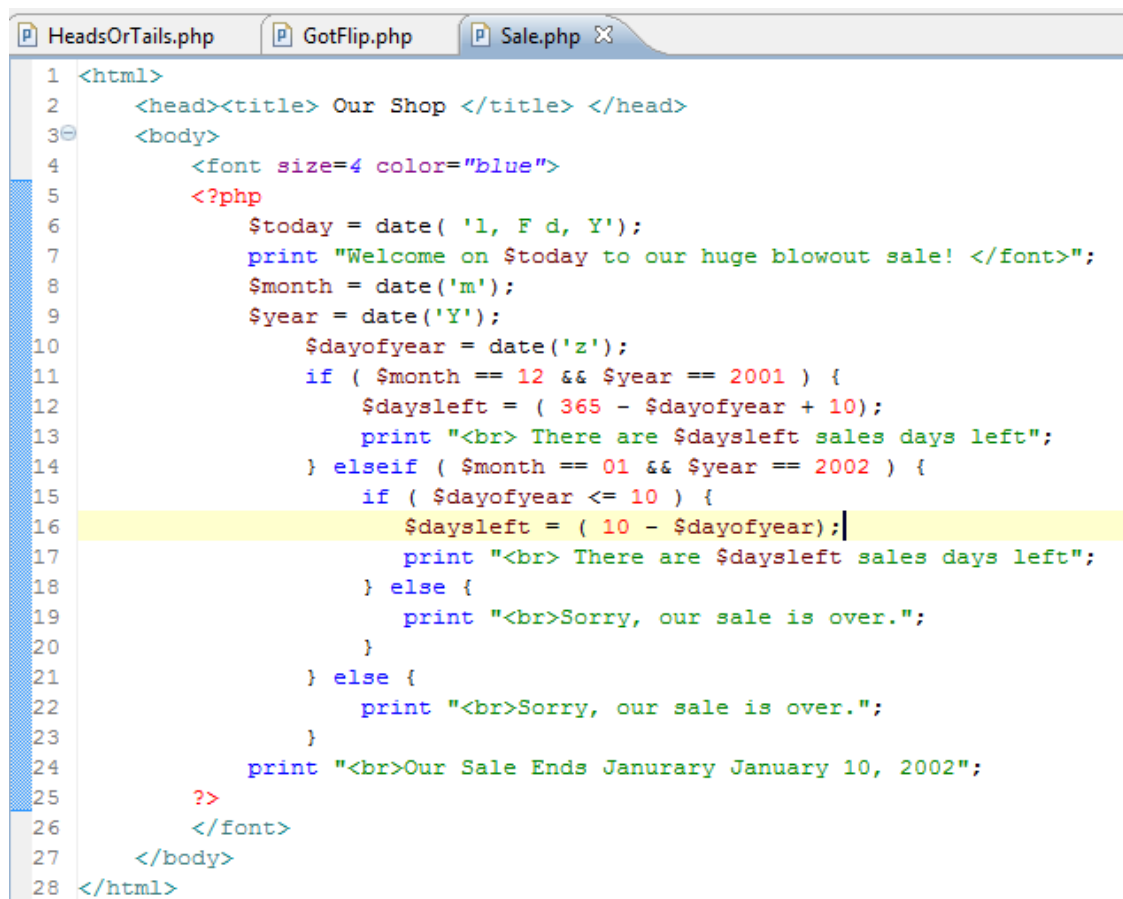 HeadsOrTails.php GotFlip.php Sale.php
1 <html>
2 <head><title> Our Shop </title> </head>
3 <body>
4 <font size=4 color="blue">
5 <?php
6 $today = date( 'l, F d, Y');
7 print "Welcome on $today to our huge blowout sale! </font>";
8 $month = date('m');
9 $year = date('Y');
10 $dayofyear = date('z');
11 if ( $month == 12 && $year == 2001 ) {
12 $daysleft = ( 365 - $dayofyear + 10);
13 print "<br> There are $daysleft sales days left";
14 } elseif ( $month == 01 && $year == 2002 ) {
15 if ( $dayofyear <= 10 ) {
16 $daysleft = ( 10 - $dayofyear);
17 print "<br> There are $daysleft sales days left";
18 } else {
19 print "<br>Sorry, our sale is over.";
20 }
21 } else {
22 print "<br>Sorry, our sale is over.";
23 }
24 print "<br>Our Sale Ends Janurary January 10, 2002";
25 ?>
26 </font>
27 </body>
28 </html>